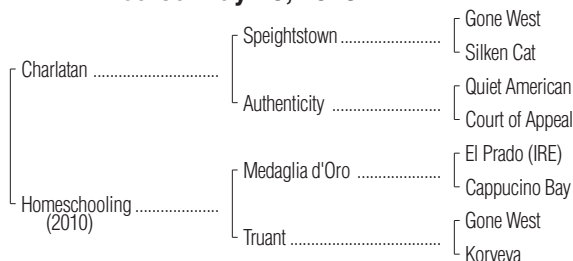 Gone West
Speightstown
Silken Cat
Charlatan
Quiet American
Authenticity
Court of Appeal
El Prado (IRE)
Medaglia d'Oro
Cappucino Bay
Homeschooling
(2010)
Gone West
Truant
Korveya